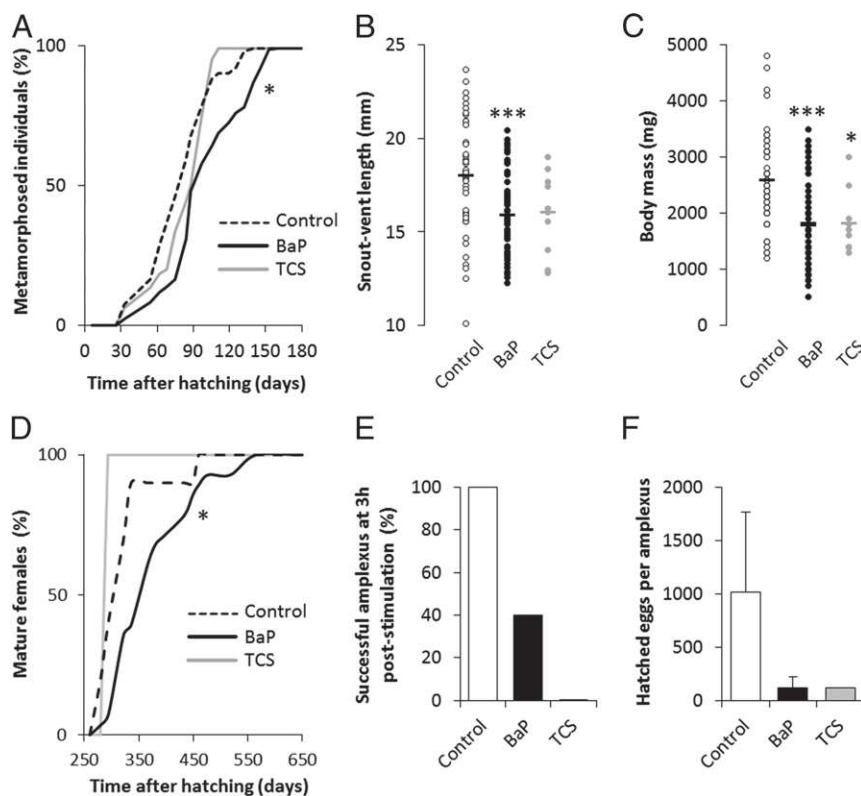 A
Metamorphosed individuals (%)
100
50
0
0 30 60 90 120 150 180
Time after hatching (days)
Control
BaP
TCS
*
B
Snout-vent length (mm)
25
20
15
10
***
Control BaP TCS
C
Body mass (mg)
5000
4000
3000
2000
1000
0
***
*
Control BaP TCS
D
Mature females (%)
100
50
0
250 350 450 550 650
Time after hatching (days)
Control
BaP
TCS
*
E
Successful amplexus at 3h
post-stimulation (%)
100
80
60
40
20
0
Control BaP TCS
F
Hatched eggs per amplexus
2000
1500
1000
500
0
Control BaP TCS